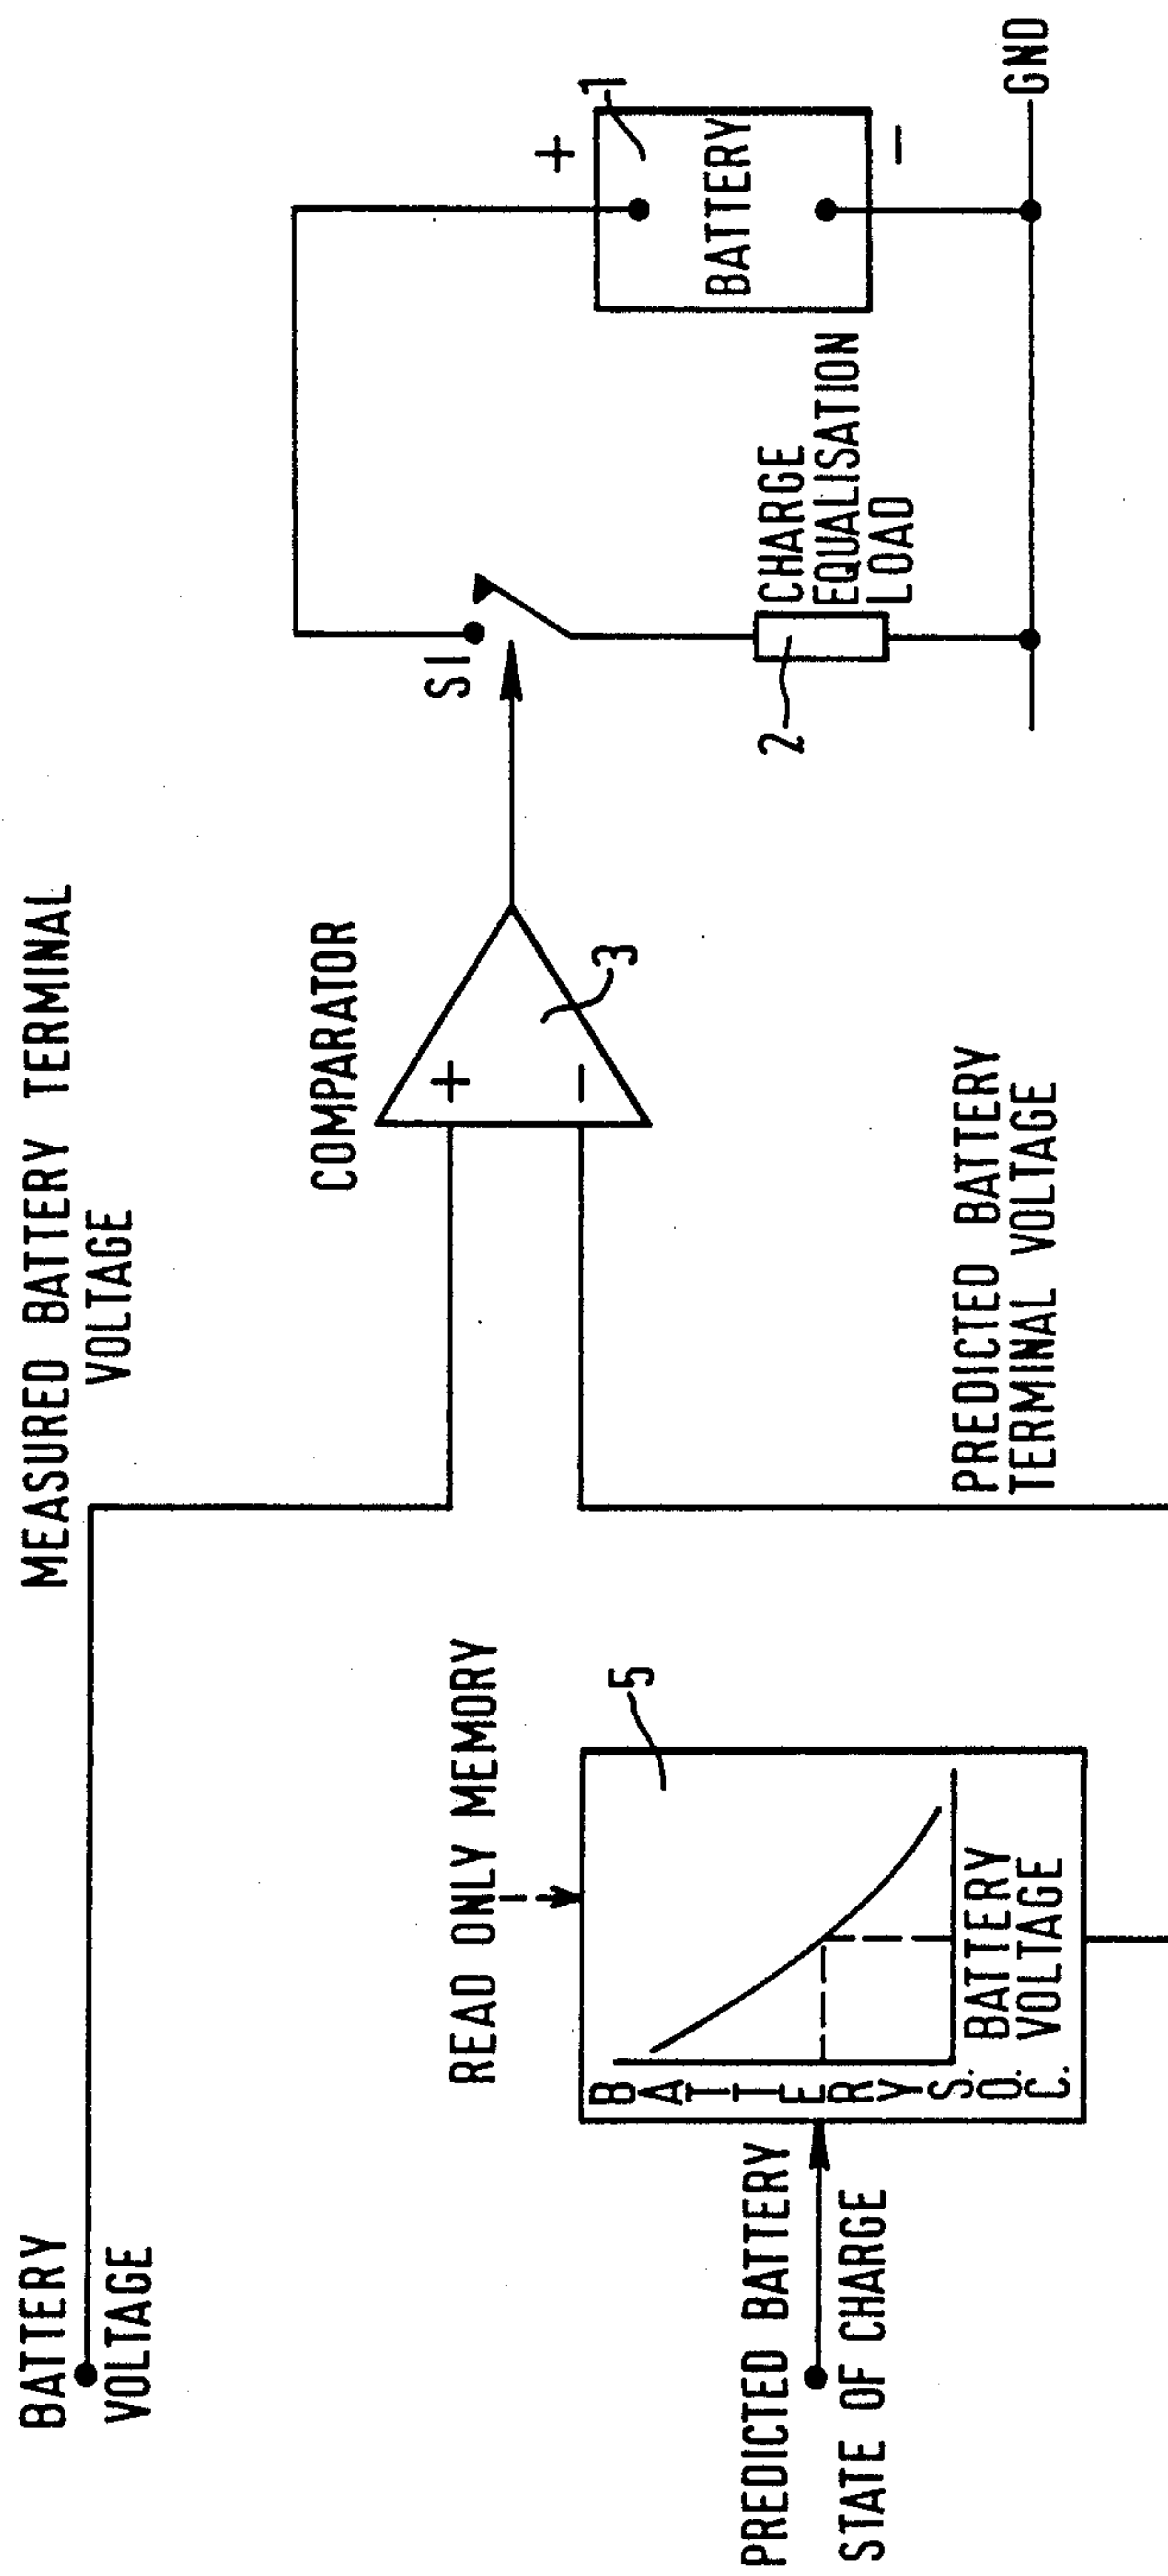 BATTERY
VOLTAGE
MEASURED BATTERY TERMINAL
VOLTAGE
COMPARATOR
+
−
3
S1
+
1
BATTERY
−
CHARGE
EQUALISATION
LOAD
2
GND
READ ONLY MEMORY
5
BATTERY S.O.C.
BATTERY
VOLTAGE
PREDICTED BATTERY
STATE OF CHARGE
PREDICTED BATTERY
TERMINAL VOLTAGE